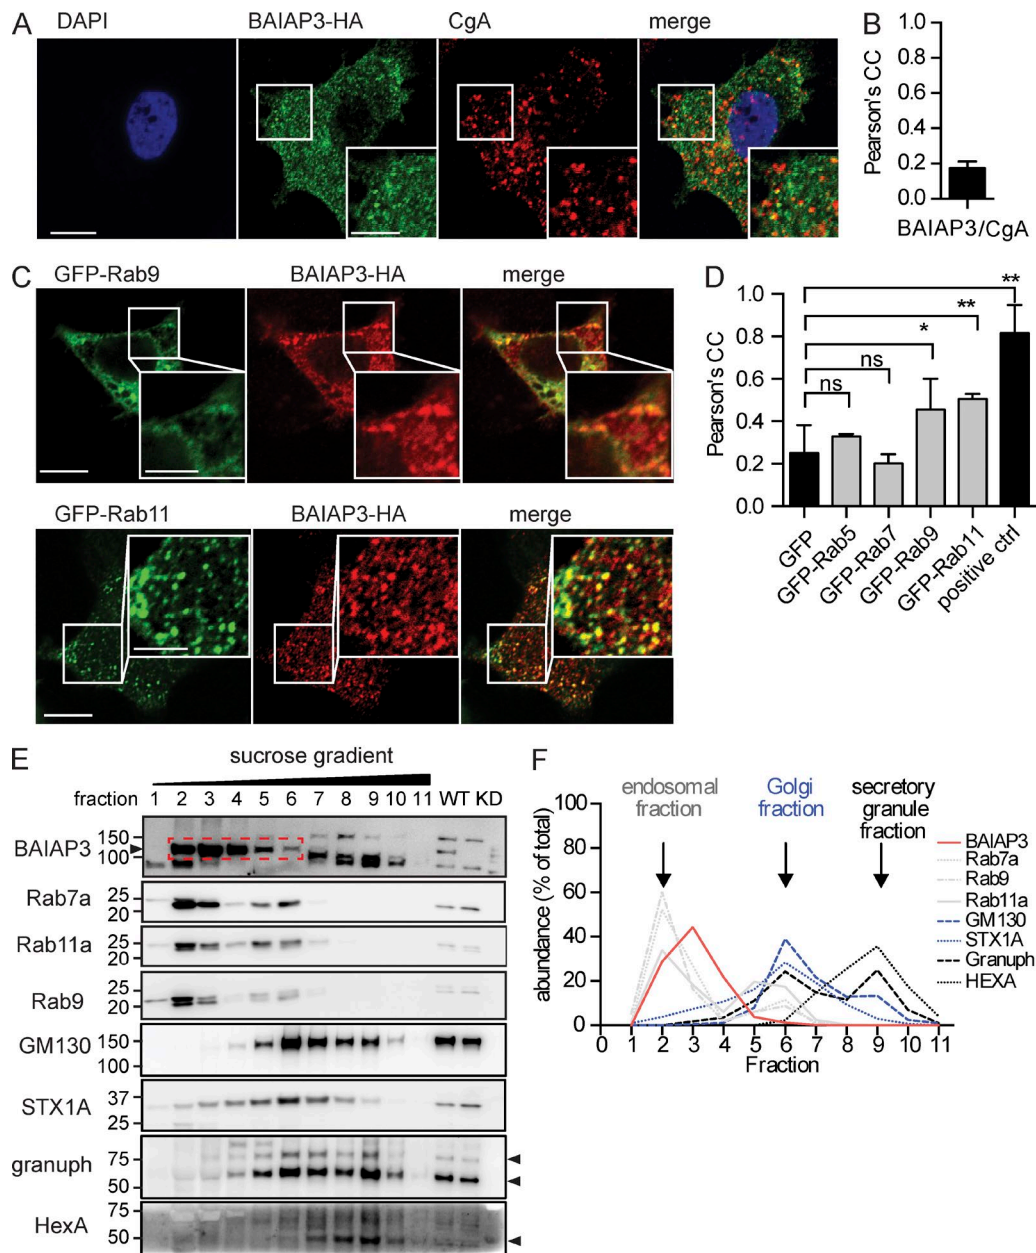 A
DAPI
BAIAP3-HA
CgA
merge
B
1.0
0.8
0.6
0.4
0.2
0.0
Pearson's CC
BAIAP3/CgA
C
GFP-Rab9
BAIAP3-HA
merge
GFP-Rab11
BAIAP3-HA
merge
D
1.0
0.8
0.6
0.4
0.2
0.0
Pearson's CC
**
**
*
ns
ns
GFP
GFP-Rab5
GFP-Rab7
GFP-Rab9
GFP-Rab11
positive ctrl
E
sucrose gradient
fraction 1 2 3 4 5 6 7 8 9 10 11 WT KD
BAIAP3 150
100
Rab7a 25
20
Rab11a 25
20
Rab9 25
20
GM130 150
100
STX1A 37
25
granuph 75
50
HexA 75
50
F
endosomal fraction
Golgi fraction
secretory granule fraction
100
80
60
40
20
0
abundance (% of total)
0 1 2 3 4 5 6 7 8 9 10 11
Fraction
BAIAP3
Rab7a
Rab9
Rab11a
GM130
STX1A
Granuph
HEXA